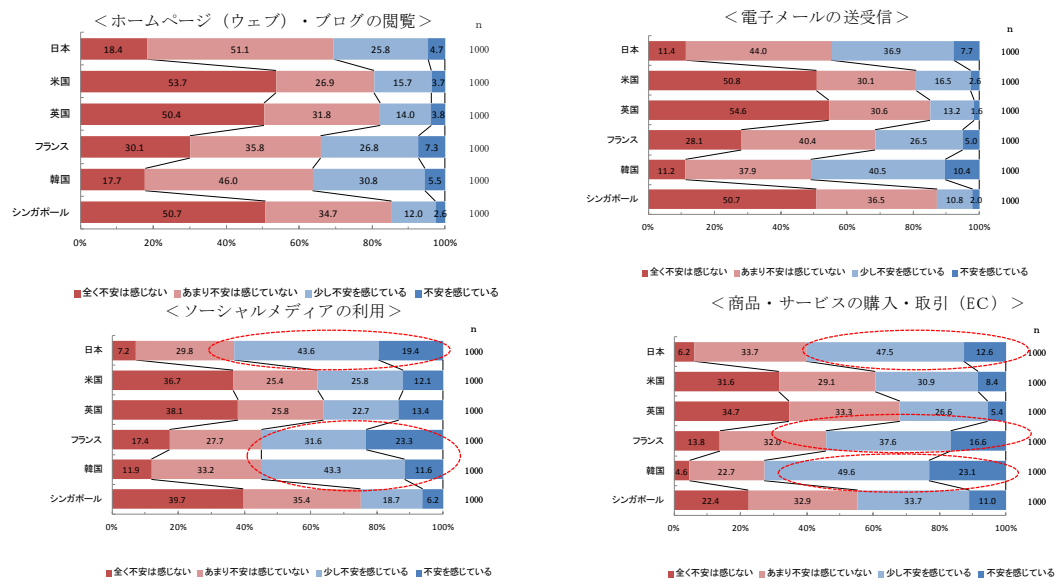 ＜ホームページ（ウェブ）・ブログの閲覧＞
n
日本 18.4 51.1 25.8 4.7 1000
米国 53.7 26.9 15.7 3.7 1000
英国 50.4 31.8 14.0 3.8 1000
フランス 30.1 35.8 26.8 7.3 1000
韓国 17.7 46.0 30.8 5.5 1000
シンガポール 50.7 34.7 12.0 2.6 1000
0% 20% 40% 60% 80% 100%
■全く不安は感じない ■あまり不安は感じていない ■少し不安を感じている ■不安を感じている
＜電子メールの送受信＞
n
日本 11.4 44.0 36.9 7.7 1000
米国 50.8 30.1 16.5 2.6 1000
英国 54.6 30.6 13.2 1.6 1000
フランス 28.1 40.4 26.5 5.0 1000
韓国 11.2 37.9 40.5 10.4 1000
シンガポール 50.7 36.5 10.8 2.0 1000
0% 20% 40% 60% 80% 100%
■全く不安は感じない ■あまり不安は感じていない ■少し不安を感じている ■不安を感じている
＜ソーシャルメディアの利用＞
n
日本 7.2 29.8 43.6 19.4 1000
米国 36.7 25.4 25.8 12.1 1000
英国 38.1 25.8 22.7 13.4 1000
フランス 17.4 27.7 31.6 23.3 1000
韓国 11.9 33.2 43.3 11.6 1000
シンガポール 39.7 35.4 18.7 6.2 1000
0% 20% 40% 60% 80% 100%
■全く不安は感じない ■あまり不安は感じていない ■少し不安を感じている ■不安を感じている
＜商品・サービスの購入・取引（EC）＞
n
日本 6.2 33.7 47.5 12.6 1000
米国 31.6 29.1 30.9 8.4 1000
英国 34.7 33.3 26.6 5.4 1000
フランス 13.8 32.0 37.6 16.6 1000
韓国 4.6 22.7 49.6 23.1 1000
シンガポール 22.4 32.9 33.7 11.0 1000
0% 20% 40% 60% 80% 100%
■全く不安は感じない ■あまり不安は感じていない ■少し不安を感じている ■不安を感じている